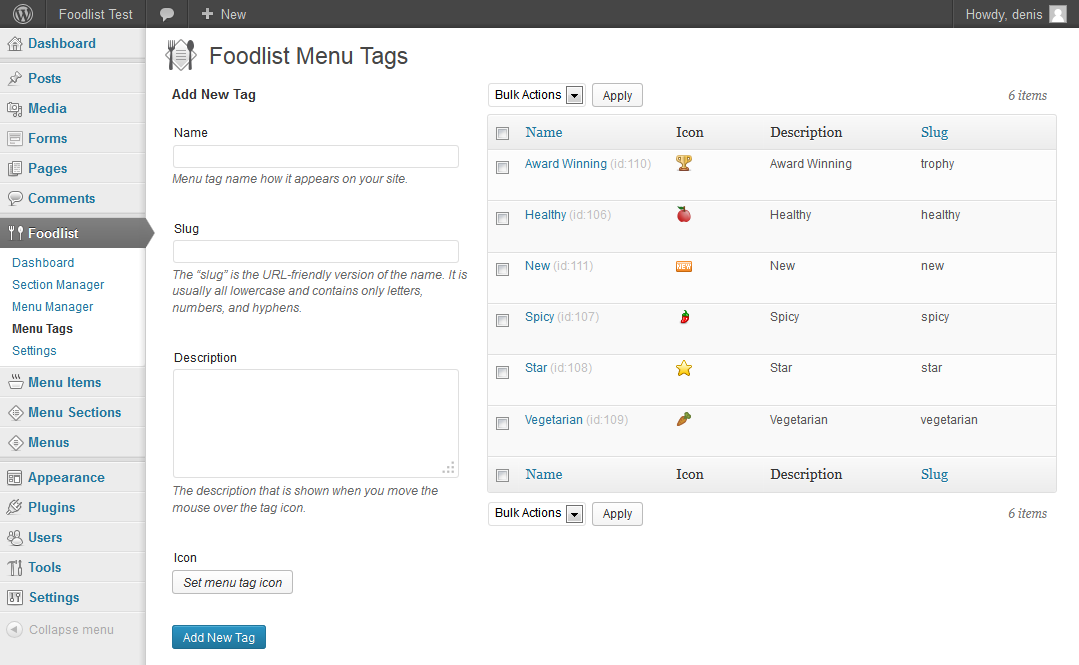 Foodlist Test
New
Howdy, denis
Dashboard
Posts
Media
Forms
Pages
Comments
Foodlist
Dashboard
Section Manager
Menu Manager
Menu Tags
Settings
Menu Items
Menu Sections
Menus
Appearance
Plugins
Users
Tools
Settings
Collapse menu
Foodlist Menu Tags
Add New Tag
Name
Menu tag name how it appears on your site.
Slug
The “slug” is the URL-friendly version of the name. It is
usually all lowercase and contains only letters,
numbers, and hyphens.
Description
The description that is shown when you move the
mouse over the tag icon.
Icon
Set menu tag icon
Add New Tag
Bulk Actions Apply 6 items
Name Icon Description Slug
Award Winning (id:110) Award Winning trophy
Healthy (id:106) Healthy healthy
New (id:111) NEW New new
Spicy (id:107) Spicy spicy
Star (id:108) Star star
Vegetarian (id:109) Vegetarian vegetarian
Name Icon Description Slug
Bulk Actions Apply 6 items